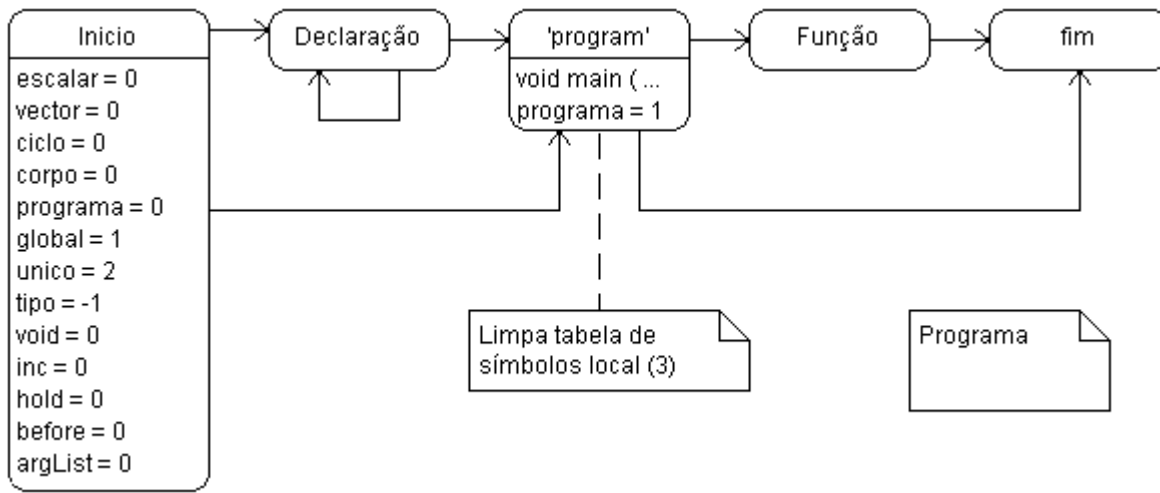 Inicio
escalar = 0
vector = 0
ciclo = 0
corpo = 0
programa = 0
global = 1
unico = 2
tipo = -1
void = 0
inc = 0
hold = 0
before = 0
argList = 0
Declaração
'program'
void main ( ...
programa = 1
Função
fim
Limpa tabela de
símbolos local (3)
Programa